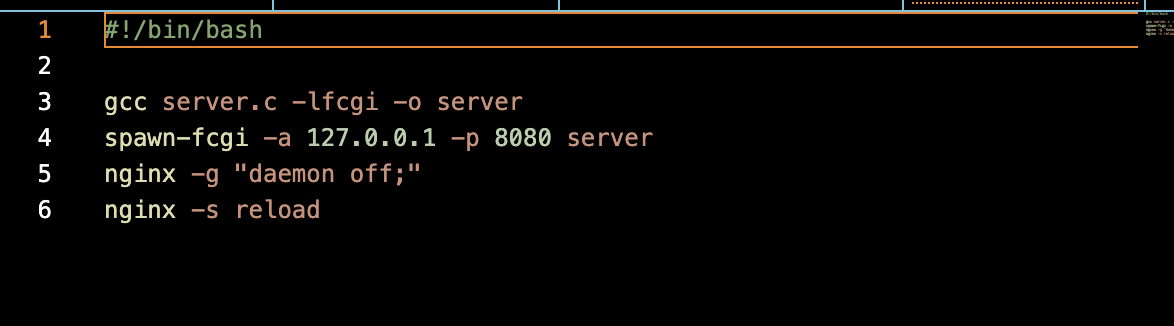 1 #!/bin/bash
2
3 gcc server.c -lfcgi -o server
4 spawn-fcgi -a 127.0.0.1 -p 8080 server
5 nginx -g "daemon off;"
6 nginx -s reload